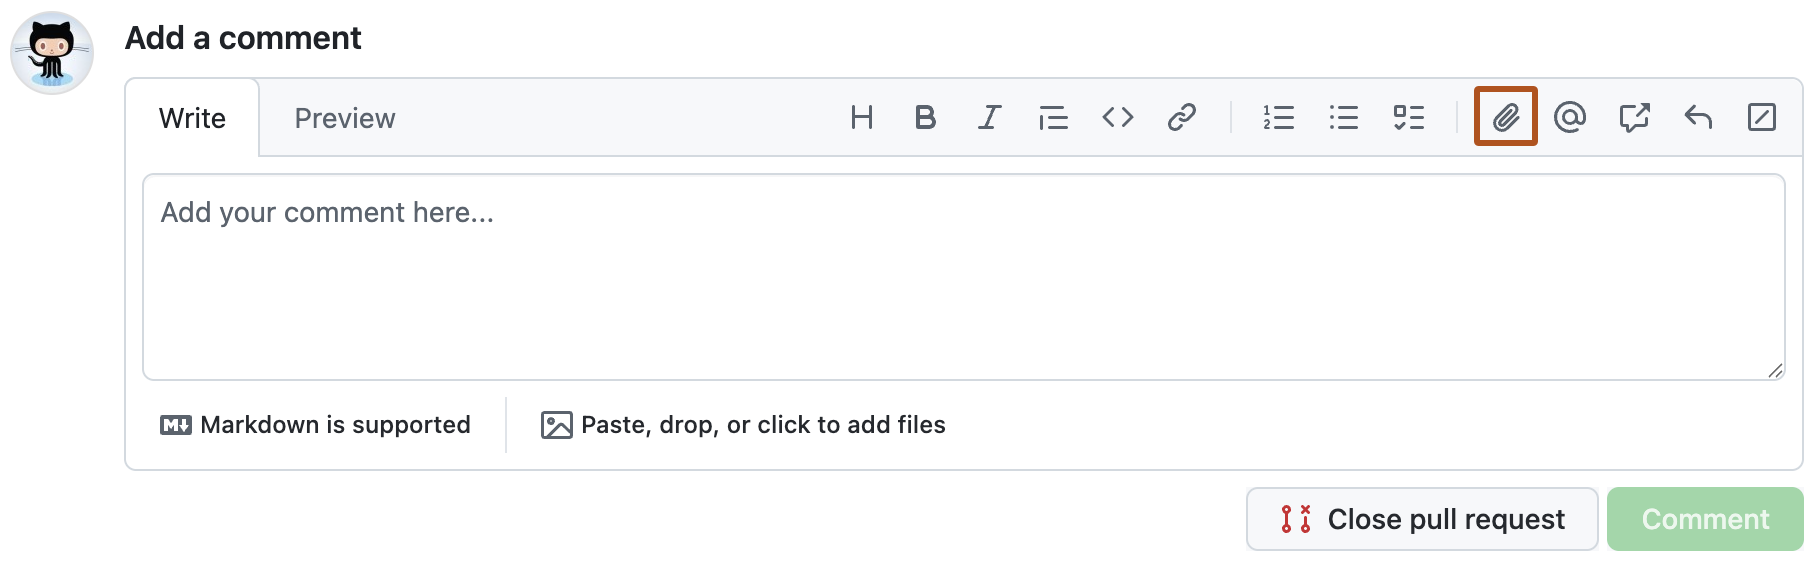 Add a comment
Write Preview
Add your comment here...
Markdown is supported Paste, drop, or click to add files
Close pull request Comment